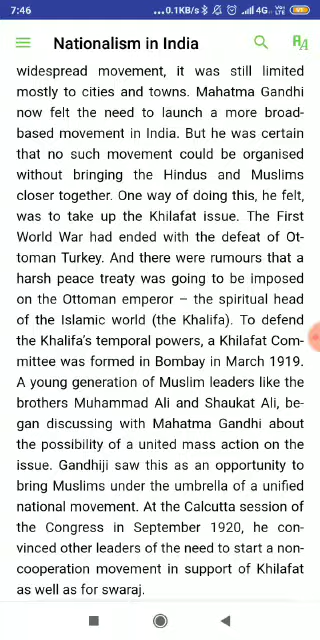 7:46
...0.1KB/s 4G VoLTE
Nationalism in India
widespread movement, it was still limited
mostly to cities and towns. Mahatma Gandhi
now felt the need to launch a more broad-
based movement in India. But he was certain
that no such movement could be organised
without bringing the Hindus and Muslims
closer together. One way of doing this, he felt,
was to take up the Khilafat issue. The First
World War had ended with the defeat of Ot-
toman Turkey. And there were rumours that a
harsh peace treaty was going to be imposed
on the Ottoman emperor – the spiritual head
of the Islamic world (the Khalifa). To defend
the Khalifa's temporal powers, a Khilafat Com-
mittee was formed in Bombay in March 1919.
A young generation of Muslim leaders like the
brothers Muhammad Ali and Shaukat Ali, be-
gan discussing with Mahatma Gandhi about
the possibility of a united mass action on the
issue. Gandhiji saw this as an opportunity to
bring Muslims under the umbrella of a unified
national movement. At the Calcutta session of
the Congress in September 1920, he con-
vinced other leaders of the need to start a non-
cooperation movement in support of Khilafat
as well as for swaraj.